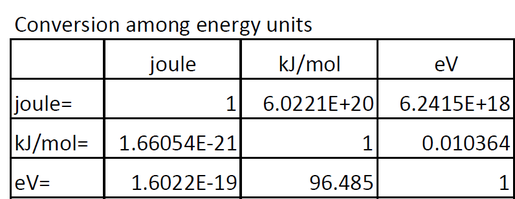 Conversion among energy units
joule kJ/mol eV
joule= 1 6.0221E+20 6.2415E+18
kJ/mol= 1.66054E-21 1 0.010364
eV= 1.6022E-19 96.485 1